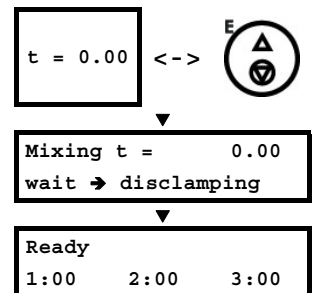 E
t = 0.00 <->
▼
Mixing t = 0.00
wait ➔ disclamping
▼
Ready
1:00 2:00 3:00